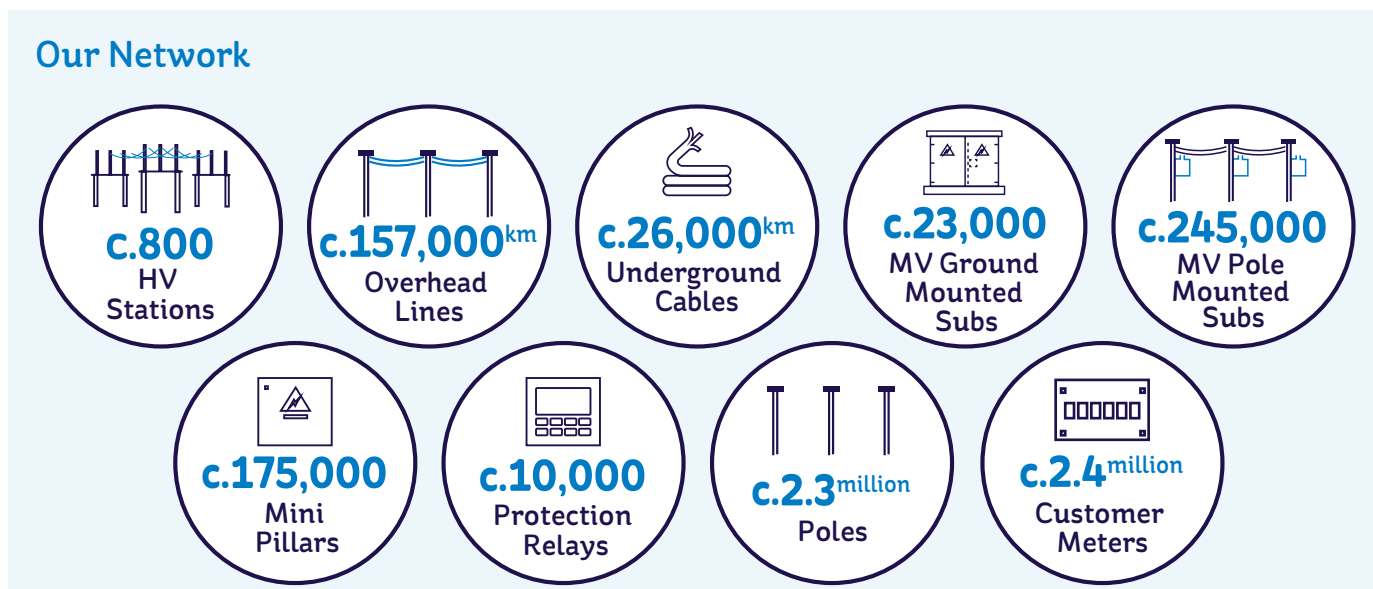 Our Network
c.800
HV
Stations
c.157,000km
Overhead
Lines
c.26,000km
Underground
Cables
c.23,000
MV Ground
Mounted
Subs
c.245,000
MV Pole
Mounted
Subs
c.175,000
Mini
Pillars
c.10,000
Protection
Relays
c.2.3million
Poles
c.2.4million
Customer
Meters